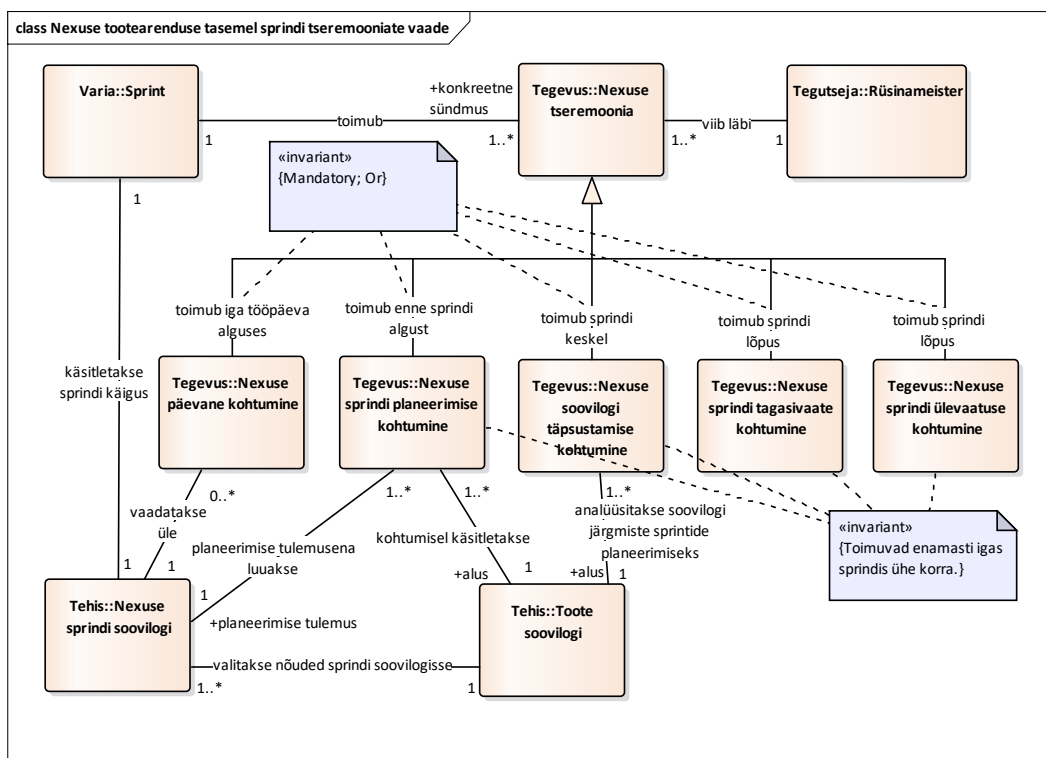 class Nexuse tootearenduse tasemel sprindi tseremooniate vaade
Varia::Sprint
+konkreetne
sündmus
Tegevus::Nexuse
tseremoonia
Tegutseja::Rüsinameister
toimub
viib läbi
1
1..*
1..*
1
«invariant»
{Mandatory; Or}
1
toimub iga tööpäeva
alguses
toimub enne sprindi
algust
toimub sprindi
keskel
toimub sprindi
lõpus
toimub sprindi
lõpus
käsitletakse
sprindi käigus
Tegevus::Nexuse
päevane kohtumine
Tegevus::Nexuse
sprindi planeerimise
kohtumine
Tegevus::Nexuse
soovilogi
täpsustamise
kohtumine
Tegevus::Nexuse
sprindi tagasivaate
kohtumine
Tegevus::Nexuse
sprindi ülevaatuse
kohtumine
0..*
1..*
1..*
1..*
vaadatakse
üle
analüüsitakse soovilogi
järgmiste sprintide
planeerimiseks
«invariant»
{Toimuvad enamasti igas
sprindis ühe korra.}
kohtumisel käsitletakse
planeerimise tulemusena
luuakse
1
1
1
+alus
1
+alus
1
Tehis::Nexuse
sprindi soovilogi
+planeerimise tulemus
Tehis::Toote
soovilogi
valitakse nõuded sprindi soovilogisse
1..*
1